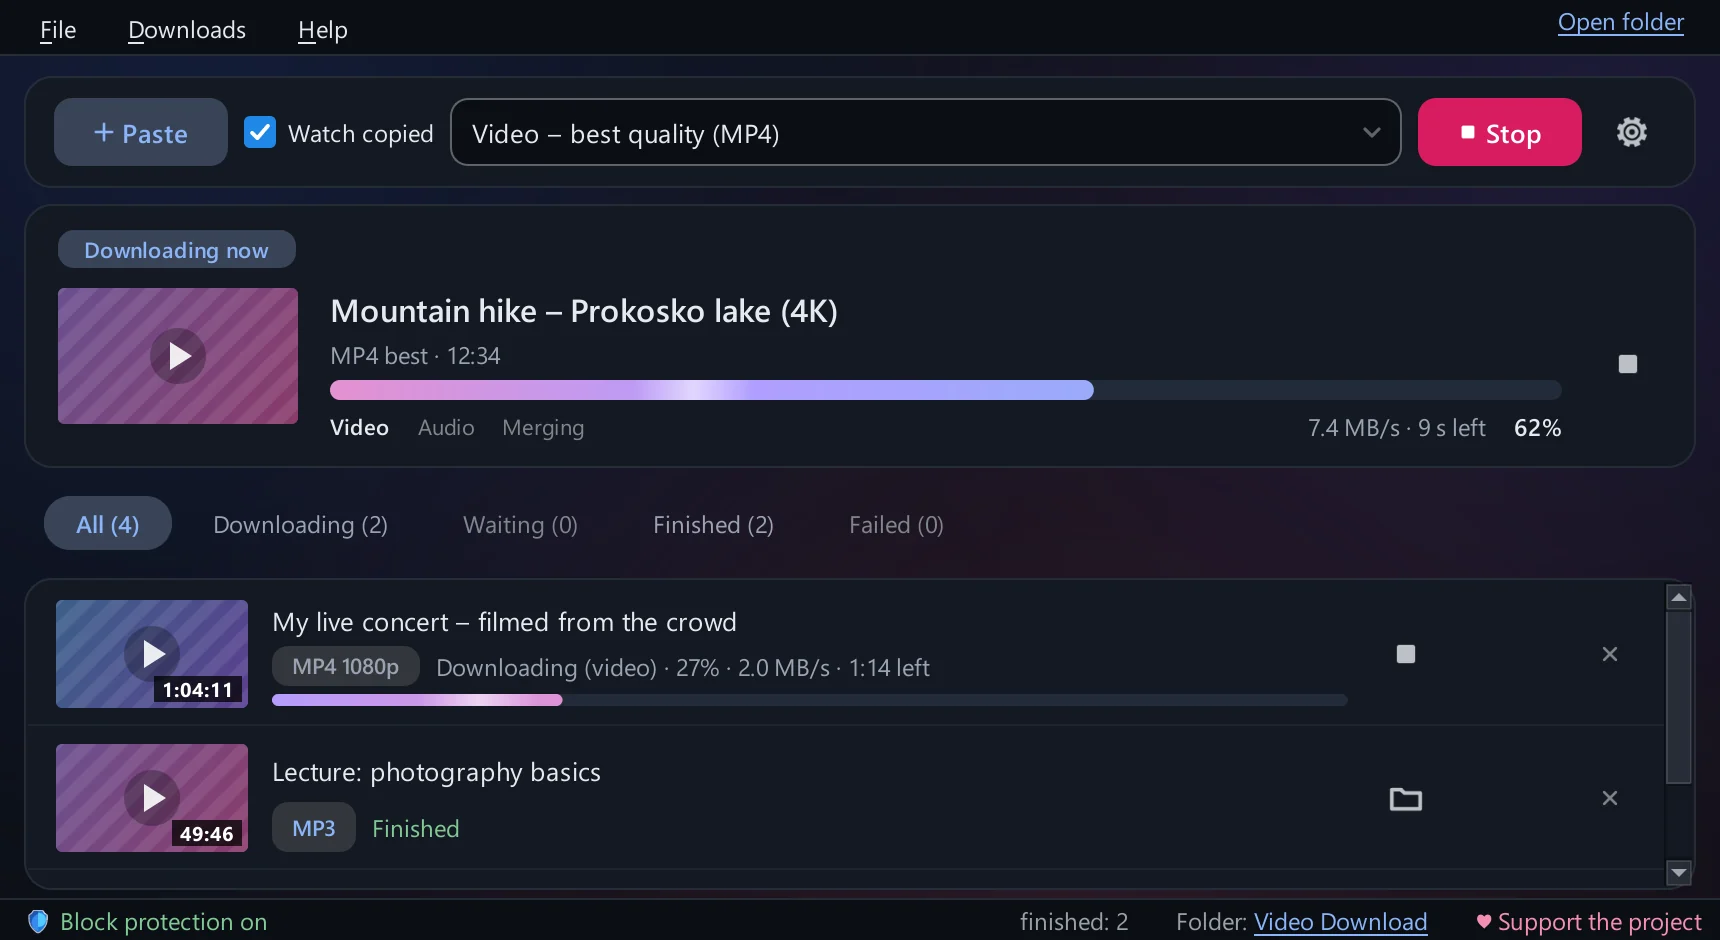 File Downloads Help Open folder
+ Paste Watch copied Video – best quality (MP4) Stop
Downloading now
Mountain hike – Prokosko lake (4K)
MP4 best · 12:34
Video Audio Merging 7.4 MB/s · 9 s left 62%
All (4) Downloading (2) Waiting (0) Finished (2) Failed (0)
My live concert – filmed from the crowd
MP4 1080p Downloading (video) · 27% · 2.0 MB/s · 1:14 left
1:04:11
Lecture: photography basics
MP3 Finished
49:46
Block protection on finished: 2 Folder: Video Download ♥ Support the project